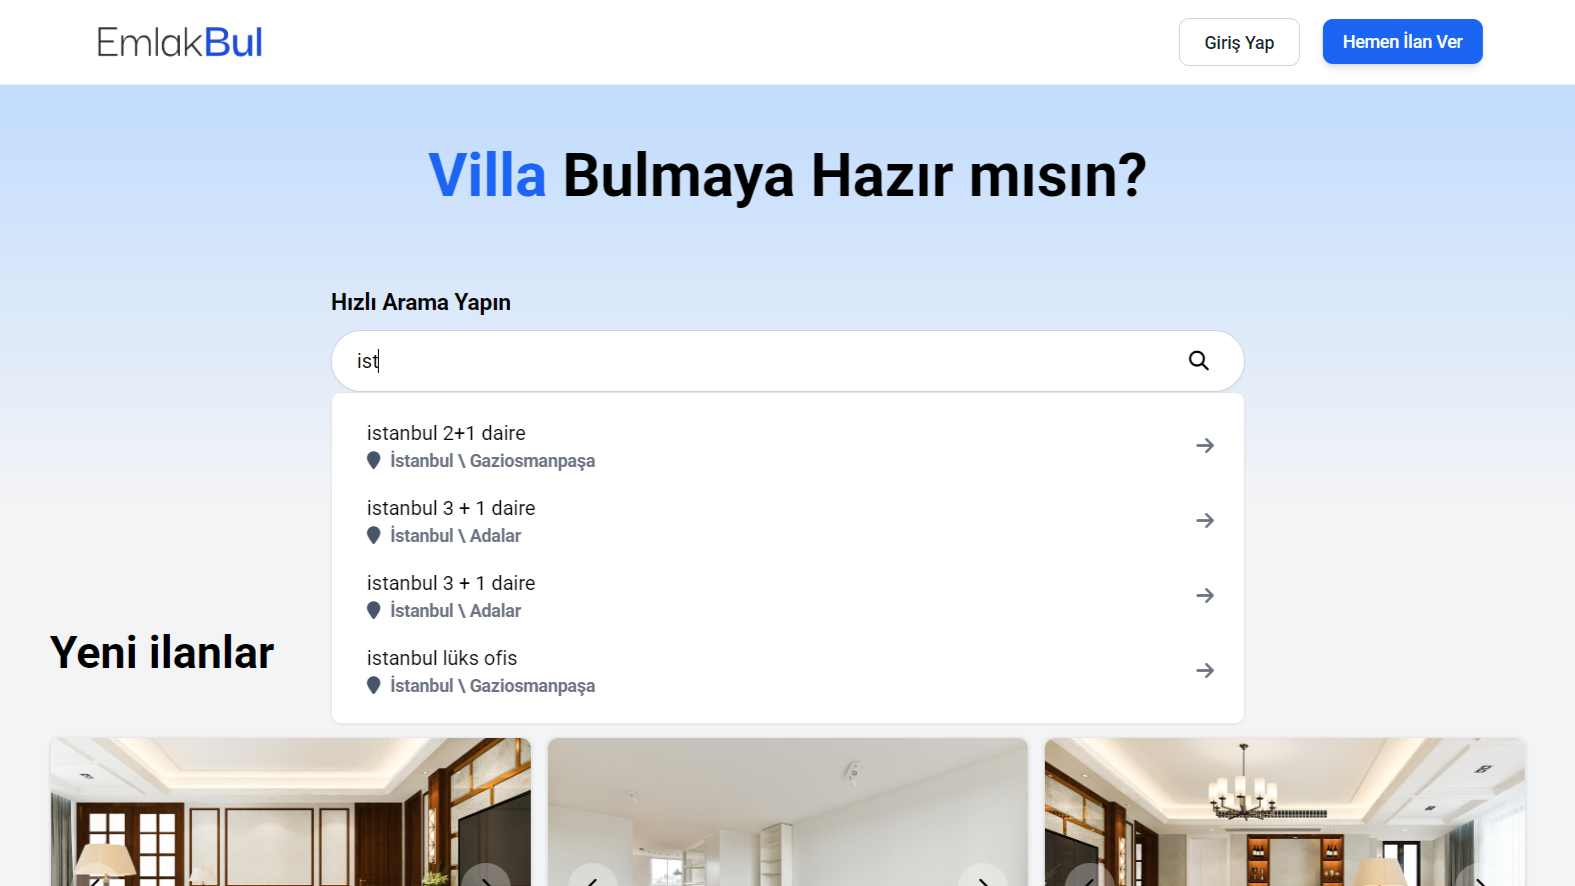 EmlakBul
Giriş Yap
Hemen İlan Ver
Villa Bulmaya Hazır mısın?
Hızlı Arama Yapın
ist
istanbul 2+1 daire
İstanbul \ Gaziosmanpaşa
istanbul 3 + 1 daire
İstanbul \ Adalar
istanbul 3 + 1 daire
İstanbul \ Adalar
istanbul lüks ofis
İstanbul \ Gaziosmanpaşa
Yeni ilanlar